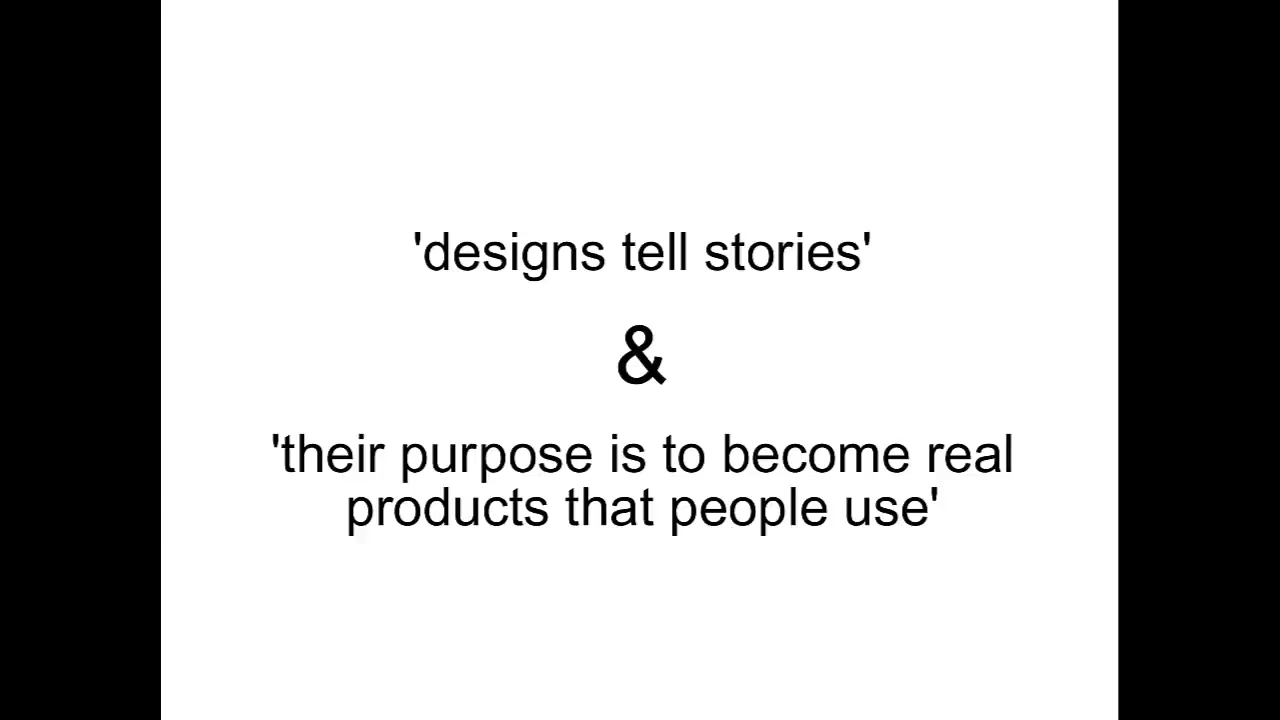 'designs tell stories'
&
'their purpose is to become real
products that people use'